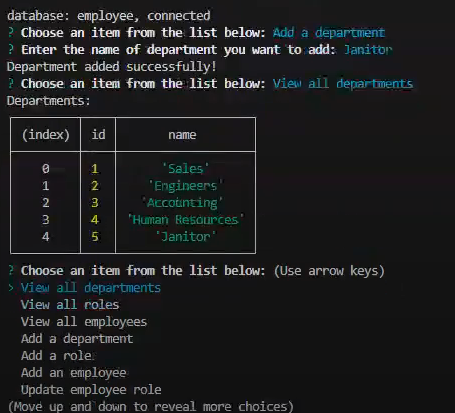 database: employee, connected
? Choose an item from the list below: Add a department
? Enter the name of department you want to add: Janitor
Department added successfully!
? Choose an item from the list below: View all departments
Departments:
(index) id name
0 1 'Sales'
1 2 'Engineers'
2 3 'Accounting'
3 4 'Human Resources'
4 5 'Janitor'
? Choose an item from the list below: (Use arrow keys)
> View all departments
View all roles
View all employees
Add a department
Add a role
Add an employee
Update employee role
(Move up and down to reveal more choices)